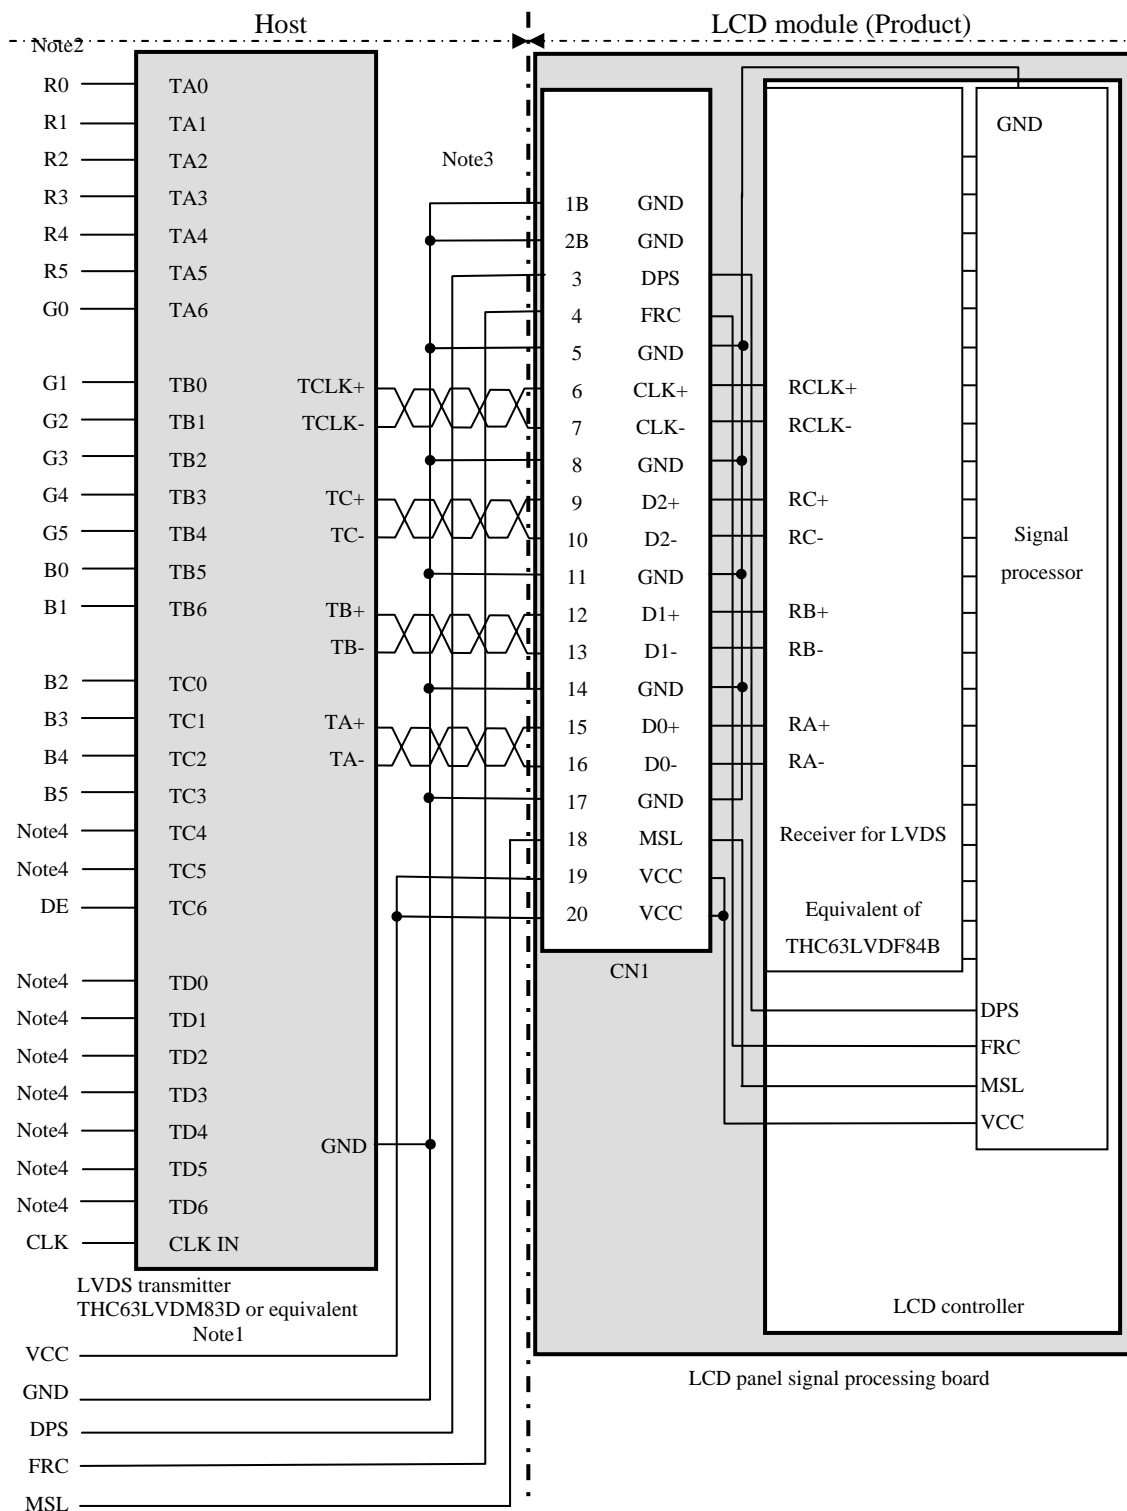 Host
LCD module (Product)
Note2
R0 TA0
R1 TA1
R2 TA2
R3 TA3
R4 TA4
R5 TA5
G0 TA6
G1 TB0
G2 TB1
G3 TB2
G4 TB3
G5 TB4
B0 TB5
B1 TB6
B2 TC0
B3 TC1
B4 TC2
B5 TC3
Note4 TC4
Note4 TC5
DE TC6
Note4 TD0
Note4 TD1
Note4 TD2
Note4 TD3
Note4 TD4
Note4 TD5
Note4 TD6
CLK CLK IN
TCLK+
TCLK-
TC+
TC-
TB+
TB-
TA+
TA-
GND
LVDS transmitter
THC63LVDM83D or equivalent
Note1
VCC
GND
DPS
FRC
MSL
Note3
1B GND
2B GND
3 DPS
4 FRC
5 GND
6 CLK+
7 CLK-
8 GND
9 D2+
10 D2-
11 GND
12 D1+
13 D1-
14 GND
15 D0+
16 D0-
17 GND
18 MSL
19 VCC
20 VCC
CN1
RCLK+
RCLK-
RC+
RC-
RB+
RB-
RA+
RA-
Receiver for LVDS
Equivalent of
THC63LVDF84B
GND
Signal
processor
DPS
FRC
MSL
VCC
LCD controller
LCD panel signal processing board